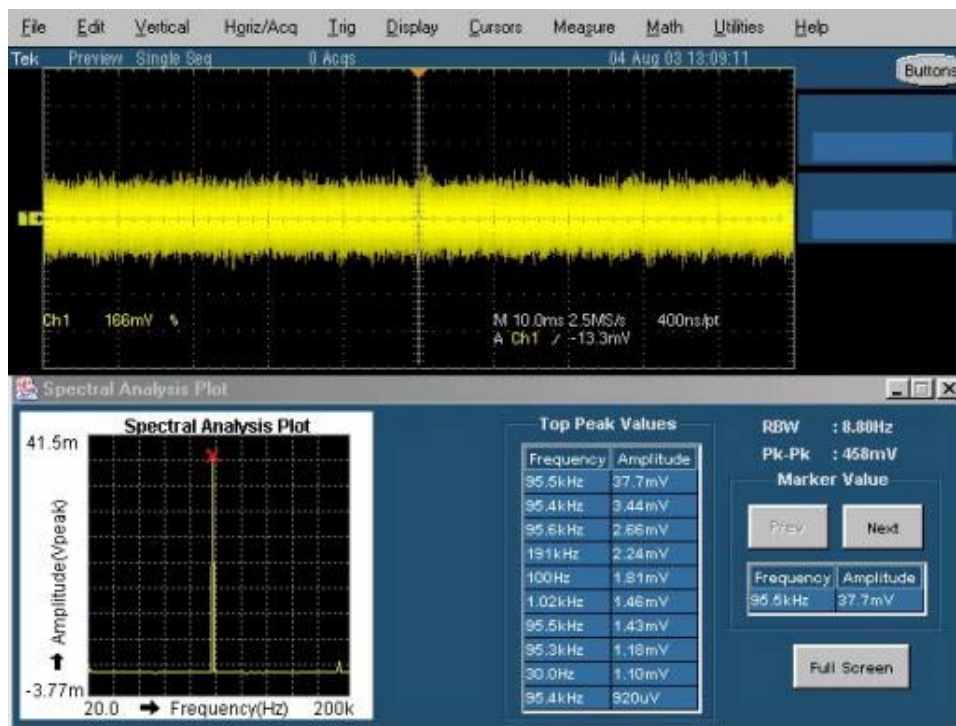 File Edit Vertical Horiz/Acq Trig Display Cursors Measure Math Utilities Help
Tek Preview Single Seq 0 Acqs 04 Aug 03 13:09:11
Buttons
Ch1 166mV M 10.0ms 2.5MS/s 400ns/pt
A Ch1 / -13.3mV
Spectral Analysis Plot
Spectral Analysis Plot
41.5m
Amplitude(Vpeak)
-3.77m
20.0 Frequency(Hz) 200k
Top Peak Values
Frequency Amplitude
95.5kHz 37.7mV
95.4kHz 3.44mV
95.6kHz 2.66mV
191kHz 2.24mV
100Hz 1.81mV
1.02kHz 1.46mV
95.5kHz 1.43mV
95.3kHz 1.18mV
30.0Hz 1.10mV
95.4kHz 920uV
RBW : 8.80Hz
Pk-Pk : 458mV
Marker Value
Prev Next
Frequency Amplitude
95.5kHz 37.7mV
Full Screen